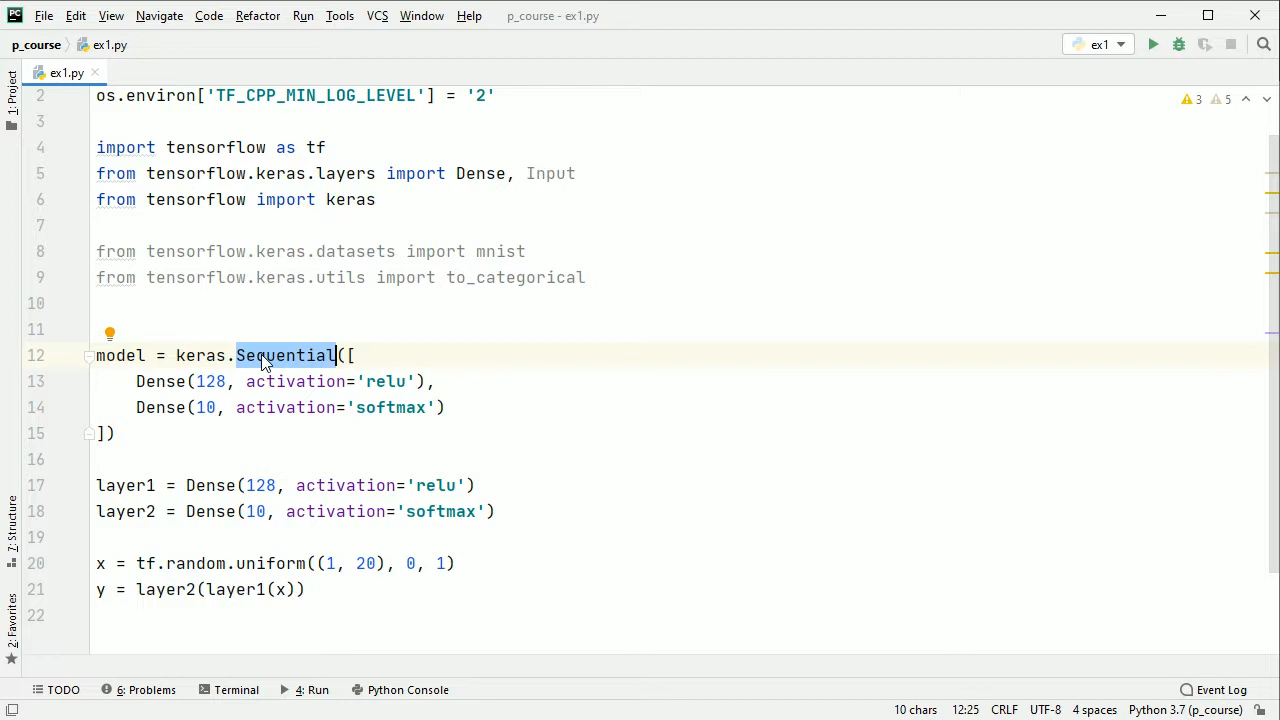 PC File Edit View Navigate Code Refactor Run Tools VCS Window Help p_course - ex1.py
p_course ex1.py ex1
1: Project
ex1.py
3 5
2 os.environ['TF_CPP_MIN_LOG_LEVEL'] = '2'
3
4 import tensorflow as tf
5 from tensorflow.keras.layers import Dense, Input
6 from tensorflow import keras
7
8 from tensorflow.keras.datasets import mnist
9 from tensorflow.keras.utils import to_categorical
10
11
12 model = keras.Sequential([
13 Dense(128, activation='relu'),
14 Dense(10, activation='softmax')
15 ])
16
17 layer1 = Dense(128, activation='relu')
18 layer2 = Dense(10, activation='softmax')
19
20 x = tf.random.uniform((1, 20), 0, 1)
21 y = layer2(layer1(x))
22
7: Structure
2: Favorites
TODO 6: Problems Terminal 4: Run Python Console Event Log
10 chars 12:25 CRLF UTF-8 4 spaces Python 3.7 (p_course)